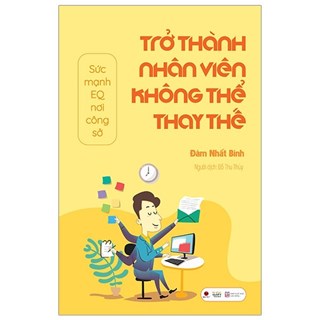 Sức
mạnh
EQ
nơi
công
sở
TRỞ THÀNH
NHÂN VIÊN
KHÔNG THỂ
THAY THẾ
Đàm Nhất Bình
Người dịch: Đỗ Thu Thủy